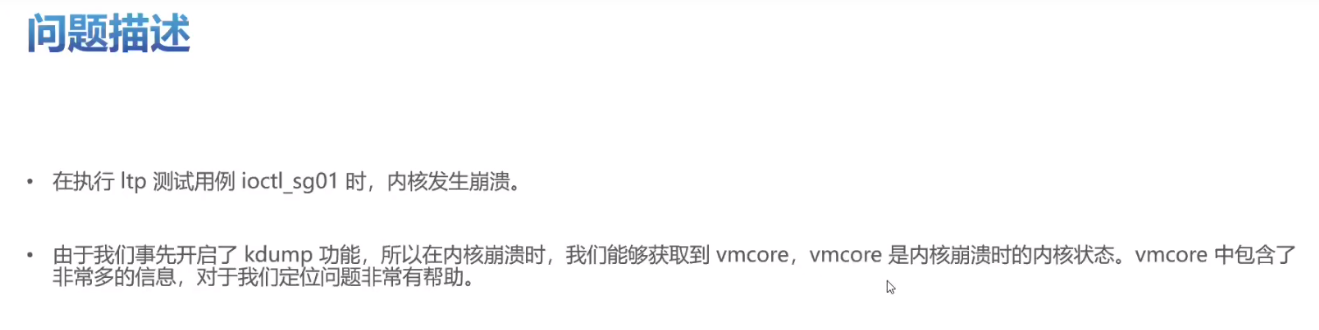 问题描述
• 在执行 ltp 测试用例 ioctl_sg01 时，内核发生崩溃。
• 由于我们事先开启了 kdump 功能，所以在内核崩溃时，我们能够获取到 vmcore，vmcore 是内核崩溃时的内核状态。vmcore 中包含了
非常多的信息，对于我们定位问题非常有帮助。